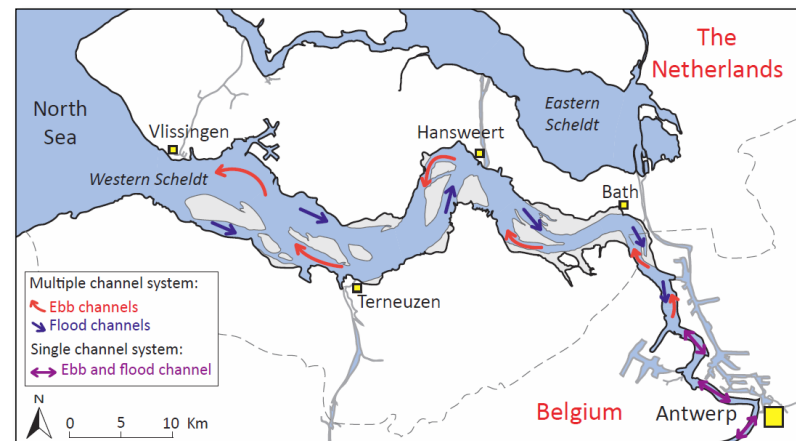 The
Netherlands
North
Sea
Vlissingen
Hansweert
Eastern
Scheldt
Western Scheldt
Bath
Multiple channel system:
Ebb channels
Flood channels
Single channel system:
Ebb and flood channel
Terneuzen
N
0 5 10 Km
Belgium
Antwerp